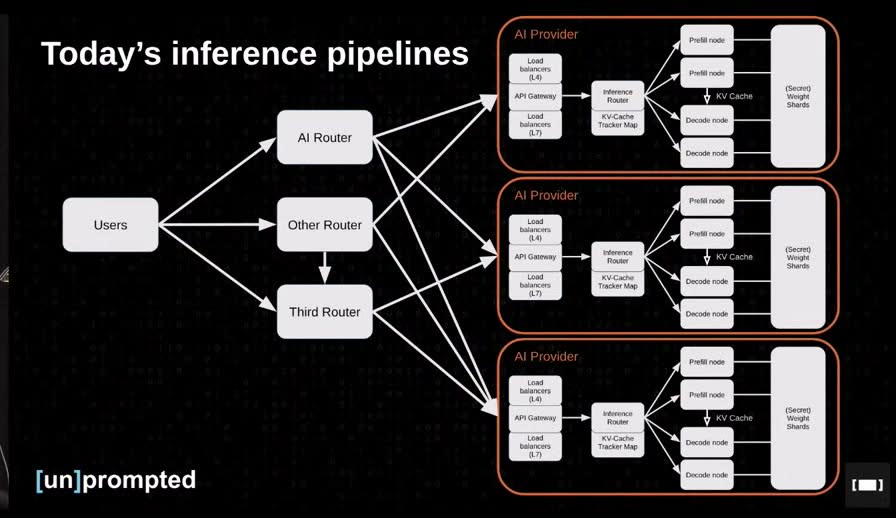 Today's inference pipelines
Users
AI Router
Other Router
Third Router
AI Provider
Load
balancers
(L4)
API Gateway
Load
balancers
(L7)
Inference
Router
KV-Cache
Tracker Map
Prefill node
Prefill node
KV Cache
Decode node
Decode node
(Secret)
Weight
Shards
AI Provider
Load
balancers
(L4)
API Gateway
Load
balancers
(L7)
Inference
Router
KV-Cache
Tracker Map
Prefill node
Prefill node
KV Cache
Decode node
Decode node
(Secret)
Weight
Shards
AI Provider
Load
balancers
(L4)
API Gateway
Load
balancers
(L7)
Inference
Router
KV-Cache
Tracker Map
Prefill node
Prefill node
KV Cache
Decode node
Decode node
(Secret)
Weight
Shards
[un]prompted